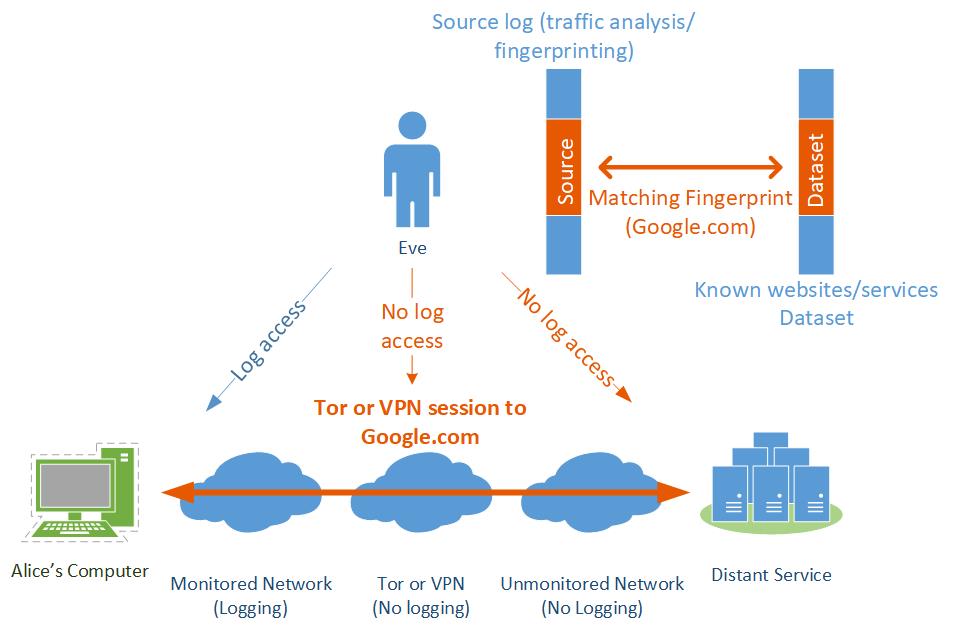 Source log (traffic analysis/
fingerprinting)
Source
Dataset
Matching Fingerprint
(Google.com)
Known websites/services
Dataset
Eve
Log access
No log
access
No log access
Tor or VPN session to
Google.com
Alice's Computer
Monitored Network
(Logging)
Tor or VPN
(No logging)
Unmonitored Network
(No Logging)
Distant Service